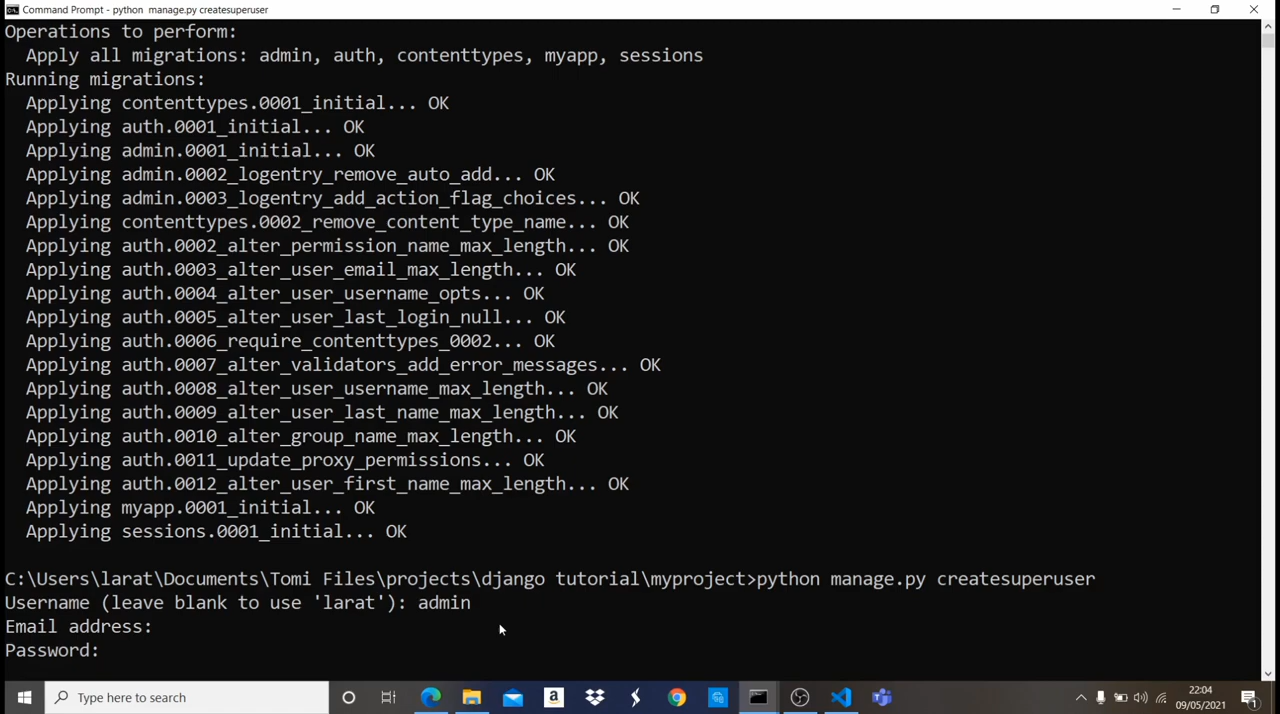 Command Prompt - python  manage.py createsuperuser
Operations to perform:
  Apply all migrations: admin, auth, contenttypes, myapp, sessions
Running migrations:
  Applying contenttypes.0001_initial... OK
  Applying auth.0001_initial... OK
  Applying admin.0001_initial... OK
  Applying admin.0002_logentry_remove_auto_add... OK
  Applying admin.0003_logentry_add_action_flag_choices... OK
  Applying contenttypes.0002_remove_content_type_name... OK
  Applying auth.0002_alter_permission_name_max_length... OK
  Applying auth.0003_alter_user_email_max_length... OK
  Applying auth.0004_alter_user_username_opts... OK
  Applying auth.0005_alter_user_last_login_null... OK
  Applying auth.0006_require_contenttypes_0002... OK
  Applying auth.0007_alter_validators_add_error_messages... OK
  Applying auth.0008_alter_user_username_max_length... OK
  Applying auth.0009_alter_user_last_name_max_length... OK
  Applying auth.0010_alter_group_name_max_length... OK
  Applying auth.0011_update_proxy_permissions... OK
  Applying auth.0012_alter_user_first_name_max_length... OK
  Applying myapp.0001_initial... OK
  Applying sessions.0001_initial... OK
C:\Users\larat\Documents\Tomi Files\projects\django tutorial\myproject>python manage.py createsuperuser
Username (leave blank to use 'larat'): admin
Email address:
Password:
Type here to search
22:04
09/05/2021
1